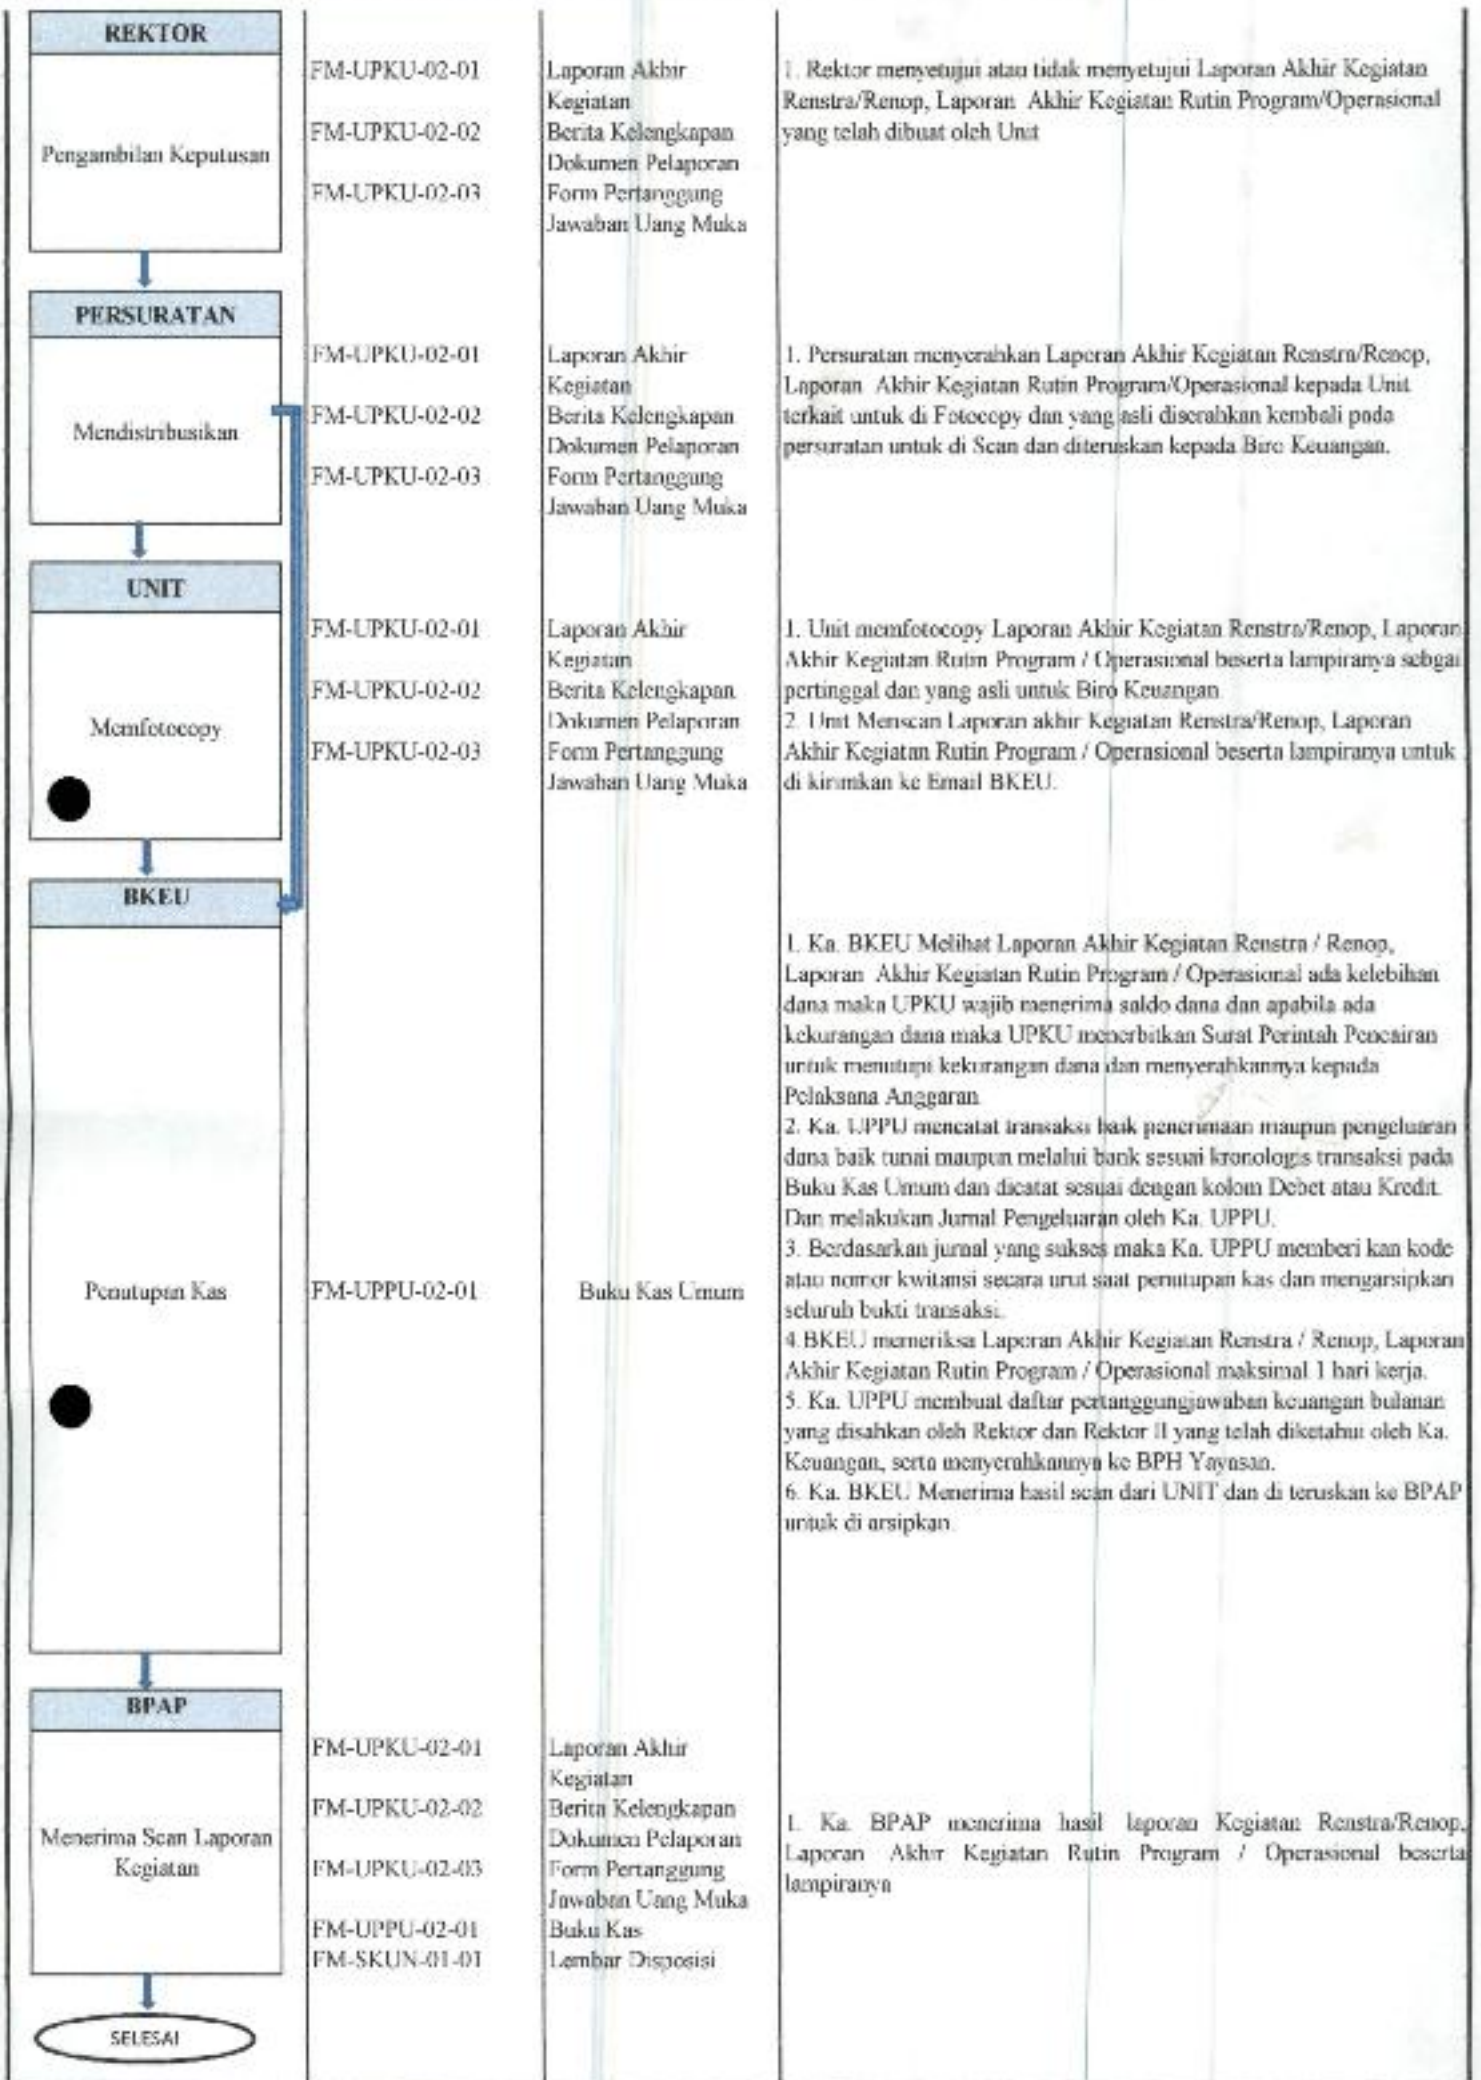 REKTOR
Pengambilan Keputusan
FM-UPKU-02-01
Laporan Akhir
Kegiatan
FM-UPKU-02-02
Berita Kelengkapan
Dokumen Pelaporan
FM-UPKU-02-03
Form Pertanggung
Jawaban Uang Muka
1. Rektor menyetujui atau tidak menyetujui Laporan Akhir Kegiatan
Renstra/Renop, Laporan Akhir Kegiatan Rutin Program/Operasional
yang telah dibuat oleh Unit
PERSURATAN
Mendistribusikan
FM-UPKU-02-01
Laporan Akhir
Kegiatan
FM-UPKU-02-02
Berita Kelengkapan
Dokumen Pelaporan
FM-UPKU-02-03
Form Pertanggung
Jawaban Uang Muka
1. Persuratan menyerahkan Laporan Akhir Kegiatan Renstra/Renop,
Laporan Akhir Kegiatan Rutin Program/Operasional kepada Unit
terkait untuk di Fotocopy dan yang asli diserahkan kembali pada
persuratan untuk di Scan dan diteruskan kepada Biro Keuangan.
UNIT
Memfotocopy
FM-UPKU-02-01
Laporan Akhir
Kegiatan
FM-UPKU-02-02
Berita Kelengkapan
Dokumen Pelaporan
FM-UPKU-02-03
Form Pertanggung
Jawaban Uang Muka
1. Unit memfotocopy Laporan Akhir Kegiatan Renstra/Renop, Laporan
Akhir Kegiatan Rutin Program / Operasional beserta lampiranya sebgai
pertinggal dan yang asli untuk Biro Keuangan
2. Unit Menscan Laporan akhir Kegiatan Renstra/Renop, Laporan
Akhir Kegiatan Rutin Program / Operasional beserta lampiranya untuk
di kirimkan ke Email BKEU.
BKEU
Penutupan Kas
FM-UPPU-02-01
Buku Kas Umum
1. Ka. BKEU Melihat Laporan Akhir Kegiatan Renstra / Renop,
Laporan Akhir Kegiatan Rutin Program / Operasional ada kelebihan
dana maka UPKU wajib menerima saldo dana dan apabila ada
kekurangan dana maka UPKU menerbitkan Surat Perintah Pencairan
untuk menutupi kekurangan dana dan menyerahkannya kepada
Pelaksana Anggaran
2. Ka. UPPU mencatat transaksi baik penerimaan maupun pengeluaran
dana baik tunai maupun melalui bank sesuai kronologis transaksi pada
Buku Kas Umum dan dicatat sesuai dengan kolom Debet atau Kredit.
Dan melakukan Jurnal Pengeluaran oleh Ka. UPPU.
3. Berdasarkan jurnal yang sukses maka Ka. UPPU memberi kan kode
atau nomor kwitansi secara urut saat penutupan kas dan mengarsipkan
seluruh bukti transaksi.
4.BKEU memeriksa Laporan Akhir Kegiatan Renstra / Renop, Laporan
Akhir Kegiatan Rutin Program / Operasional maksimal 1 hari kerja.
5. Ka. UPPU membuat daftar pertanggungjawaban keuangan bulanan
yang disahkan oleh Rektor dan Rektor II yang telah diketahui oleh Ka.
Keuangan, serta menyerahkannya ke BPH Yayasan.
6. Ka. BKEU Menerima hasil scan dari UNIT dan di teruskan ke BPAP
untuk di arsipkan.
BPAP
Menerima Scan Laporan
Kegiatan
FM-UPKU-02-01
Laporan Akhir
Kegiatan
FM-UPKU-02-02
Berita Kelengkapan
Dokumen Pelaporan
FM-UPKU-02-03
Form Pertanggung
Jawaban Uang Muka
FM-UPPU-02-01
Buku Kas
FM-SKUN-01-01
Lembar Disposisi
1. Ka. BPAP menerima hasil laporan Kegiatan Renstra/Renop,
Laporan Akhir Kegiatan Rutin Program / Operasional beserta
lampiranya
SELESAI